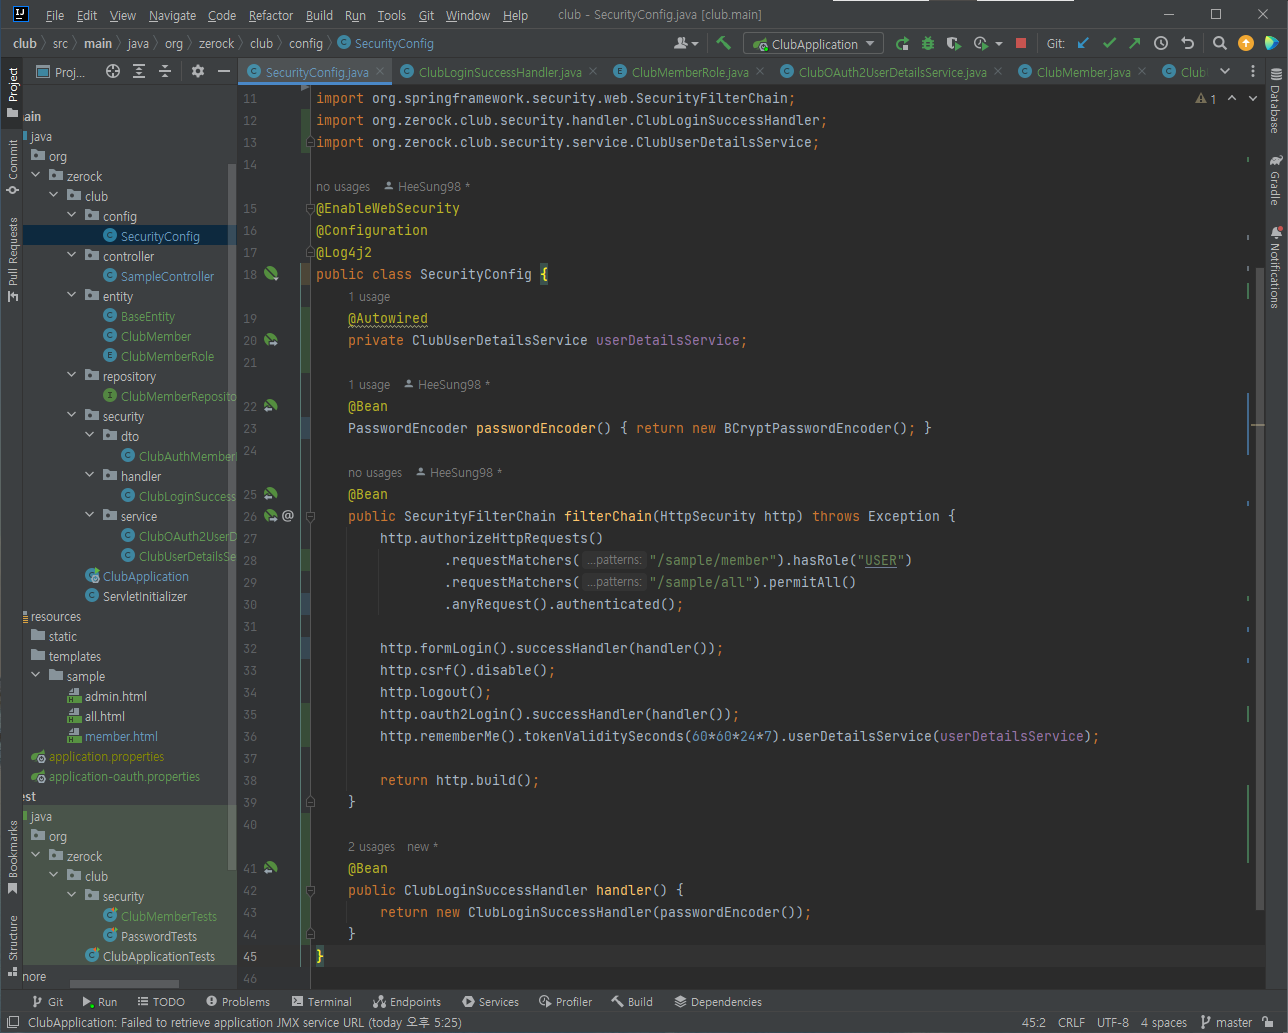 File Edit View Navigate Code Refactor Build Run Tools Git Window Help club - SecurityConfig.java [club.main]
club src main java org zerock club config SecurityConfig ClubApplication Git:
Proj... SecurityConfig.java ClubLoginSuccessHandler.java ClubMemberRole.java ClubOAuth2UserDetailsService.java ClubMember.java Club
Project
Commit
Pull Requests
Bookmarks
Structure
ain
java
org
zerock
club
config
SecurityConfig
controller
SampleController
entity
BaseEntity
ClubMember
ClubMemberRole
repository
ClubMemberReposito
security
dto
ClubAuthMember
handler
ClubLoginSuccess
service
ClubOAuth2UserD
ClubUserDetailsSe
ClubApplication
ServletInitializer
resources
static
templates
sample
admin.html
all.html
member.html
application.properties
application-oauth.properties
est
java
org
zerock
club
security
ClubMemberTests
PasswordTests
ClubApplicationTests
nore
11 import org.springframework.security.web.SecurityFilterChain; 1
12 import org.zerock.club.security.handler.ClubLoginSuccessHandler;
13 import org.zerock.club.security.service.ClubUserDetailsService;
14
no usages HeeSung98 *
15 @EnableWebSecurity
16 @Configuration
17 @Log4j2
18 public class SecurityConfig {
1 usage
19 @Autowired
20 private ClubUserDetailsService userDetailsService;
21
1 usage HeeSung98 *
22 @Bean
23 PasswordEncoder passwordEncoder() { return new BCryptPasswordEncoder(); }
24
no usages HeeSung98 *
25 @Bean
26 @ public SecurityFilterChain filterChain(HttpSecurity http) throws Exception {
27 http.authorizeHttpRequests()
28 .requestMatchers( ...patterns: "/sample/member").hasRole("USER")
29 .requestMatchers( ...patterns: "/sample/all").permitAll()
30 .anyRequest().authenticated();
31
32 http.formLogin().successHandler(handler());
33 http.csrf().disable();
34 http.logout();
35 http.oauth2Login().successHandler(handler());
36 http.rememberMe().tokenValiditySeconds(60*60*24*7).userDetailsService(userDetailsService);
37
38 return http.build();
39 }
40
2 usages new *
41 @Bean
42 public ClubLoginSuccessHandler handler() {
43 return new ClubLoginSuccessHandler(passwordEncoder());
44 }
45 }
46
Database
Gradle
Notifications
Git Run TODO Problems Terminal Endpoints Services Profiler Build Dependencies
ClubApplication: Failed to retrieve application JMX service URL (today 오후 5:25) 45:2 CRLF UTF-8 4 spaces master